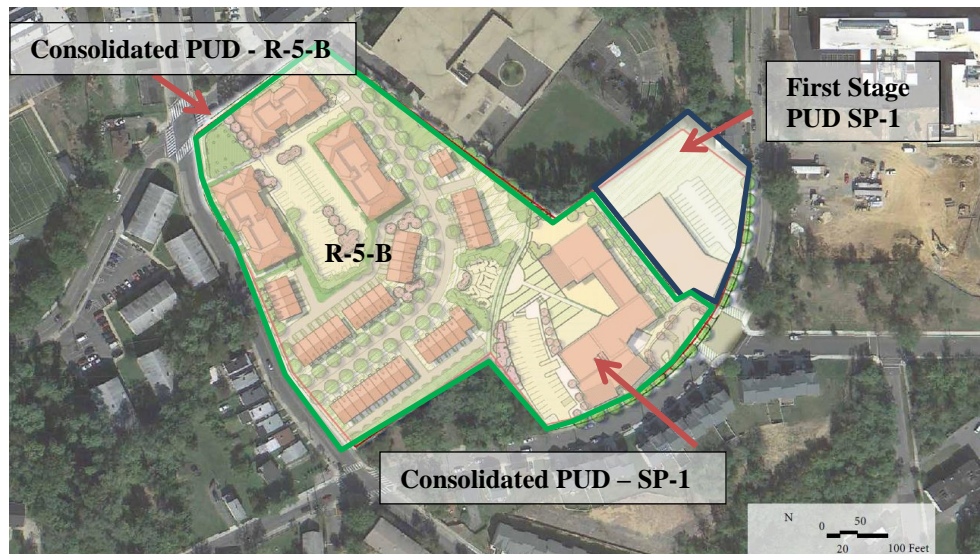 Consolidated PUD - R-5-B
First Stage
PUD SP-1
R-5-B
Consolidated PUD – SP-1
N
0 50
20 100 Feet